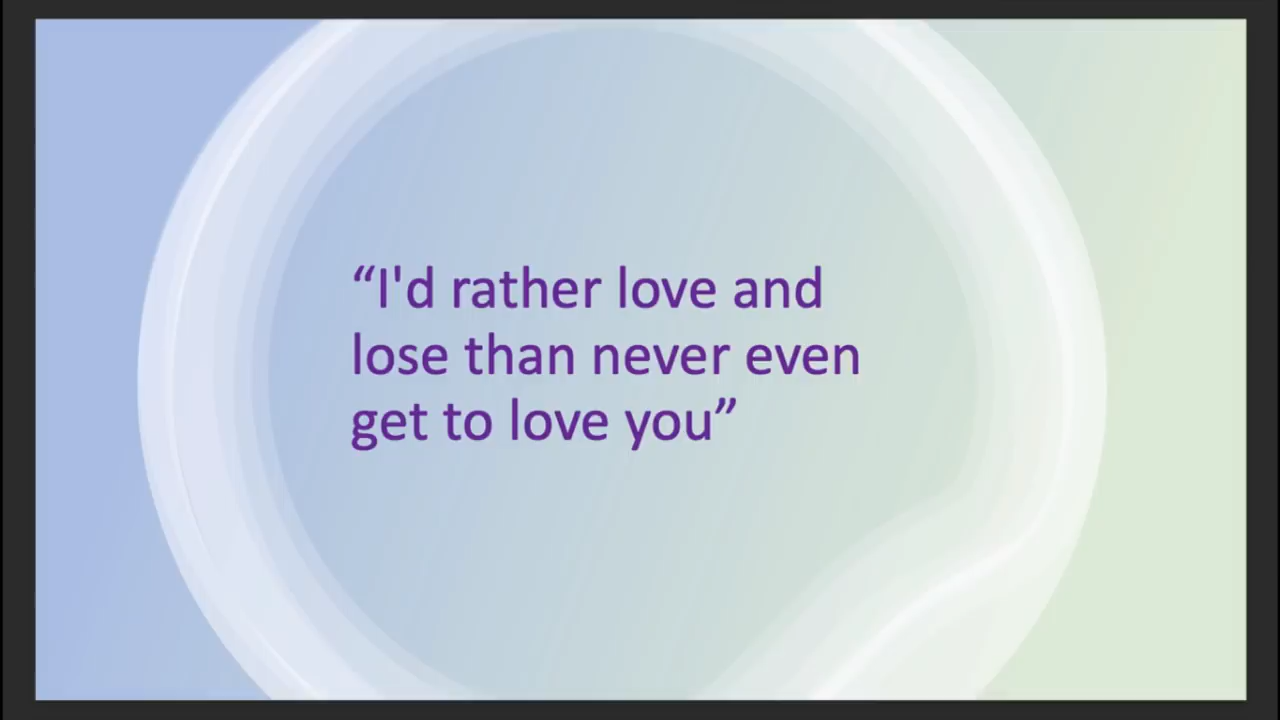 “I'd rather love and
lose than never even
get to love you”